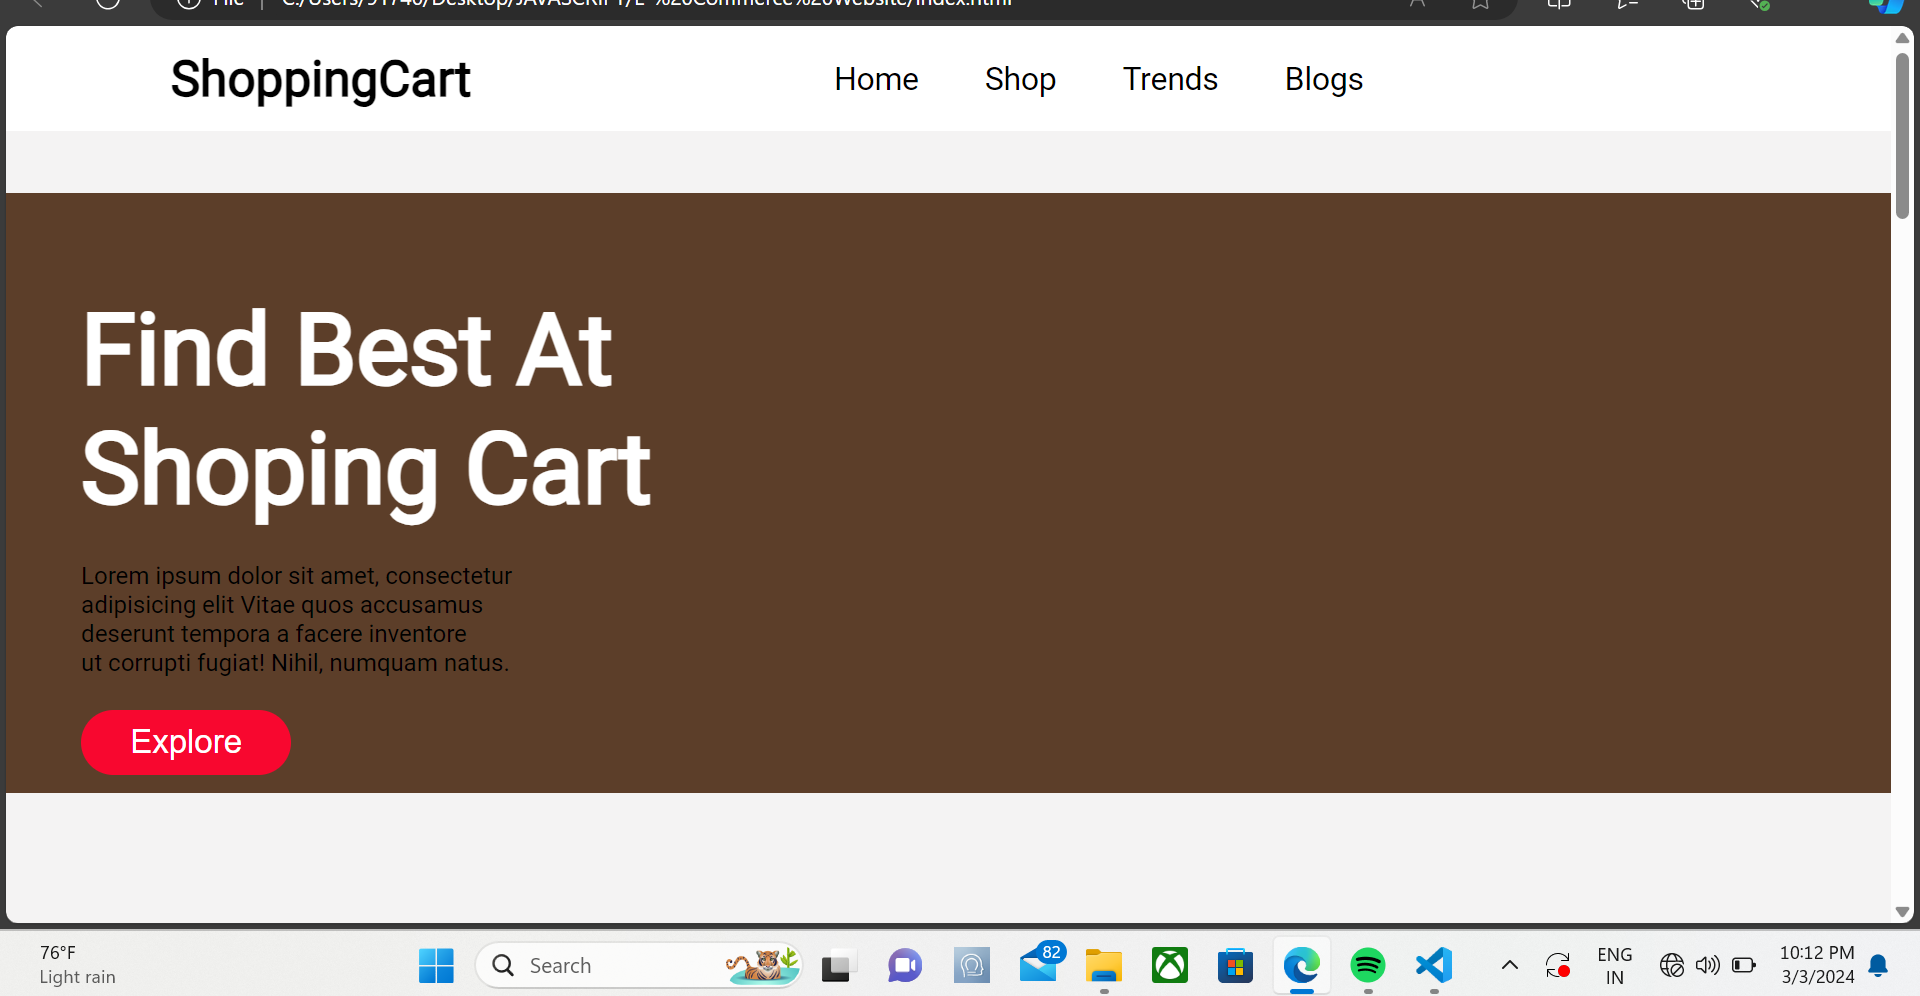 File | C:/Users/91740/Desktop/JAVASCRIPT/E-%20Commerce%20Website/index.html
ShoppingCart Home Shop Trends Blogs
Find Best At
Shoping Cart
Lorem ipsum dolor sit amet, consectetur
adipisicing elit Vitae quos accusamus
deserunt tempora a facere inventore
ut corrupti fugiat! Nihil, numquam natus.
Explore
76°F
Light rain
Search
82
ENG
IN
10:12 PM
3/3/2024